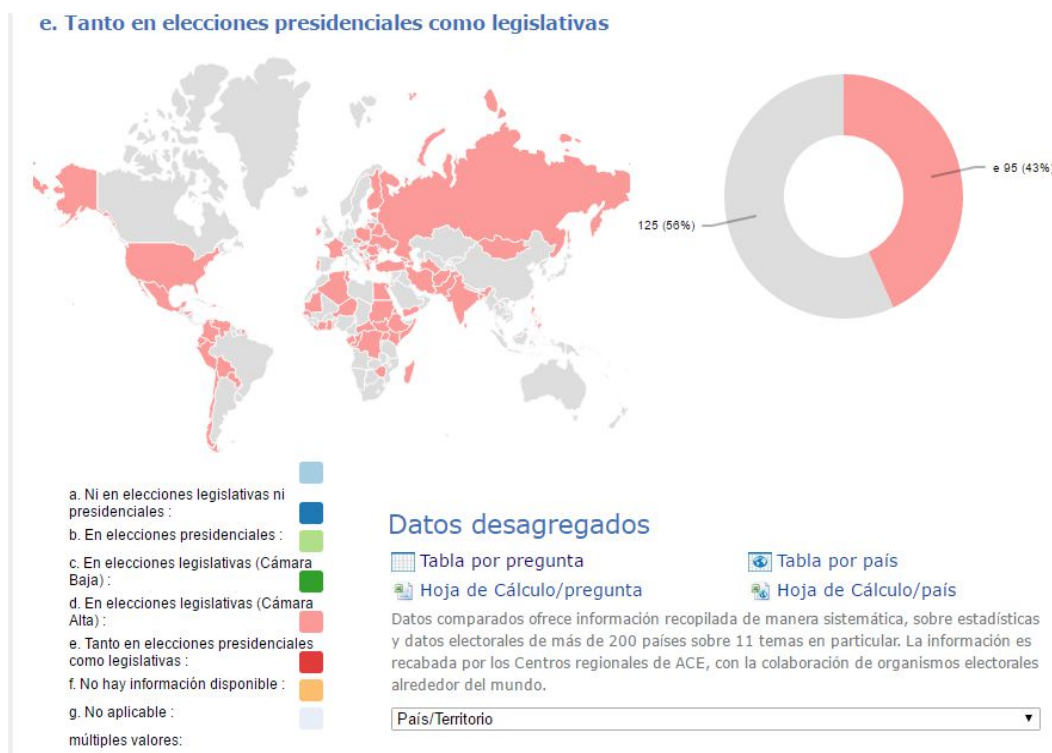 e. Tanto en elecciones presidenciales como legislativas
e 95 (43%)
125 (56%)
a. Ni en elecciones legislativas ni
presidenciales :
b. En elecciones presidenciales :
c. En elecciones legislativas (Cámara
Baja) :
d. En elecciones legislativas (Cámara
Alta) :
e. Tanto en elecciones presidenciales
como legislativas :
f. No hay información disponible :
g. No aplicable :
múltiples valores:
Datos desagregados
Tabla por pregunta
Tabla por país
Hoja de Cálculo/pregunta
Hoja de Cálculo/país
Datos comparados ofrece información recopilada de manera sistemática, sobre estadísticas
y datos electorales de más de 200 países sobre 11 temas en particular. La información es
recabada por los Centros regionales de ACE, con la colaboración de organismos electorales
alrededor del mundo.
País/Territorio